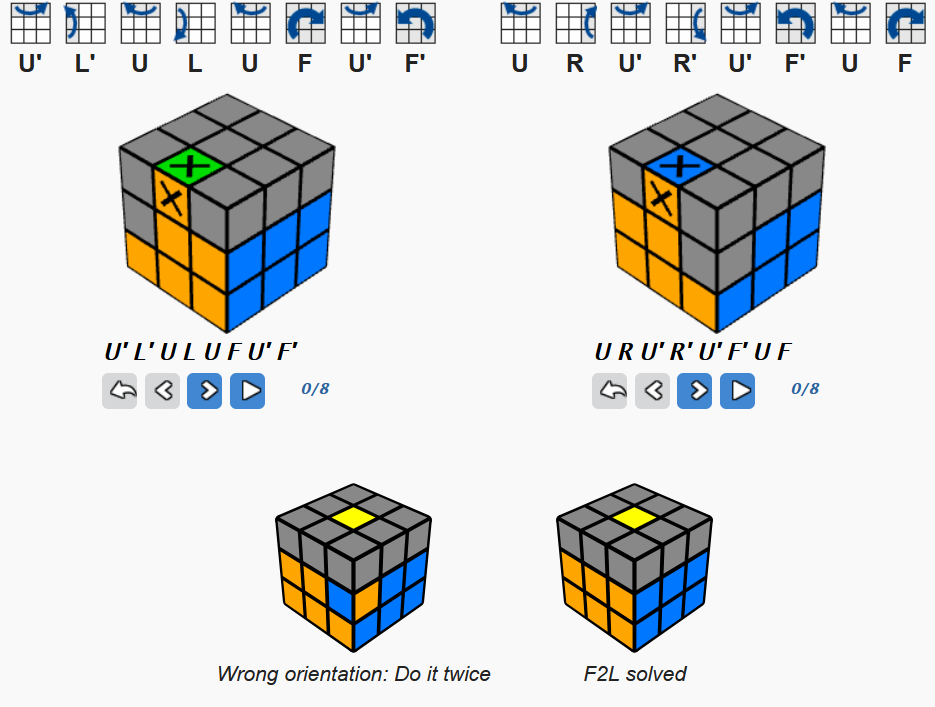 U' L' U L U F U' F' U R U' R' U' F' U F
U' L' U L U F U' F' U R U' R' U' F' U F
0/8 0/8
Wrong orientation: Do it twice F2L solved